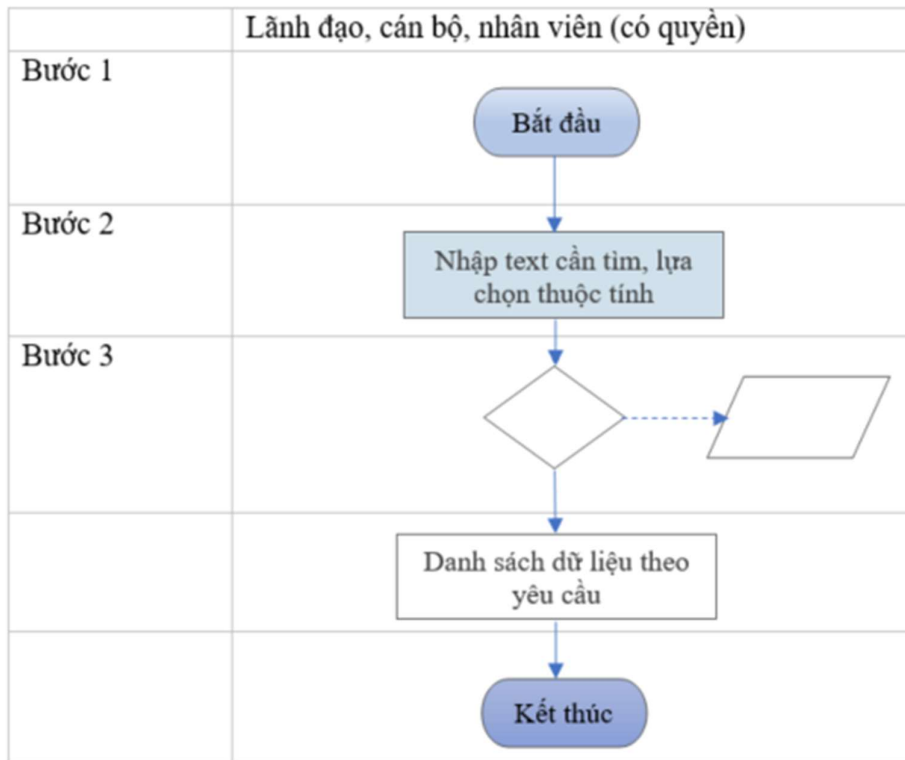 Lãnh đạo, cán bộ, nhân viên (có quyền)
Bước 1
Bắt đầu
Bước 2
Nhập text cần tìm, lựa
chọn thuộc tính
Bước 3
Danh sách dữ liệu theo
yêu cầu
Kết thúc